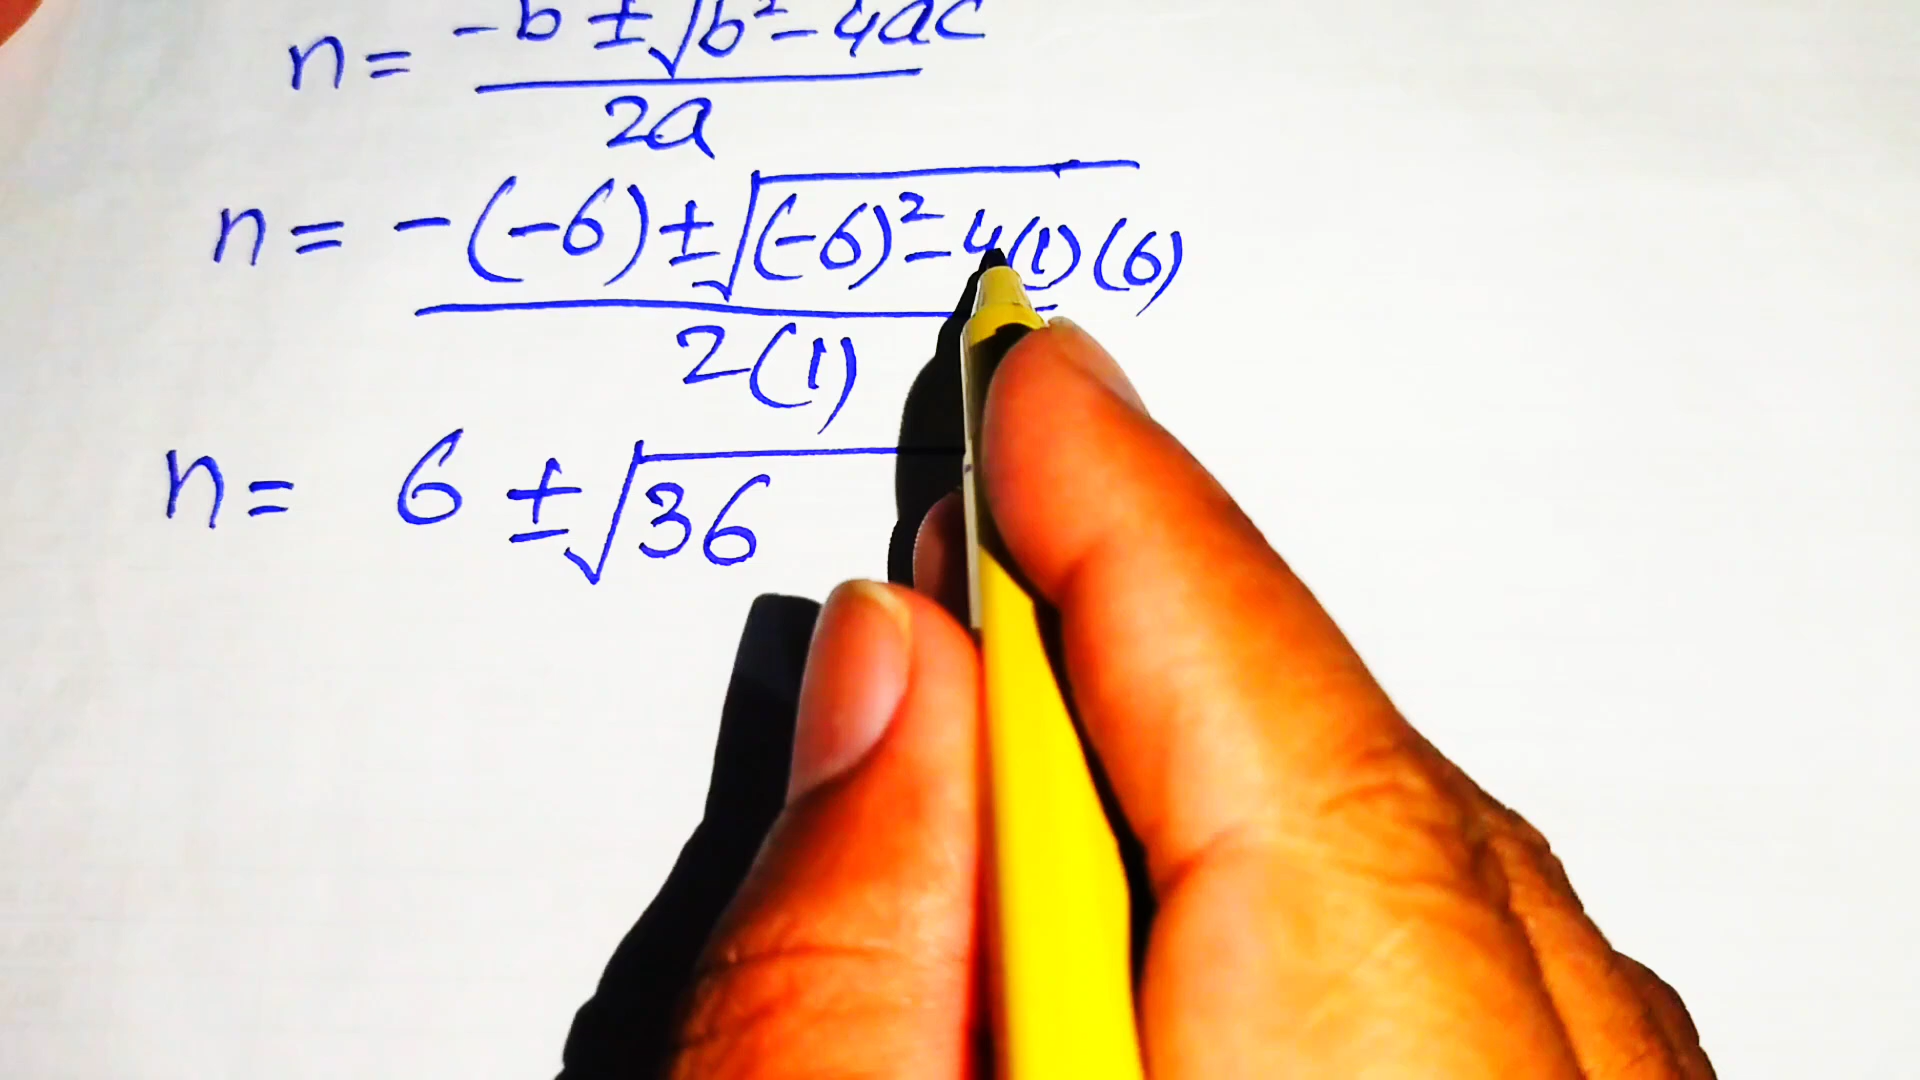 n = -b ± √b² - 4ac
2a
n = -(-6) ± √(-6)² - 4(1)(6)
2(1)
n = 6 ± √36